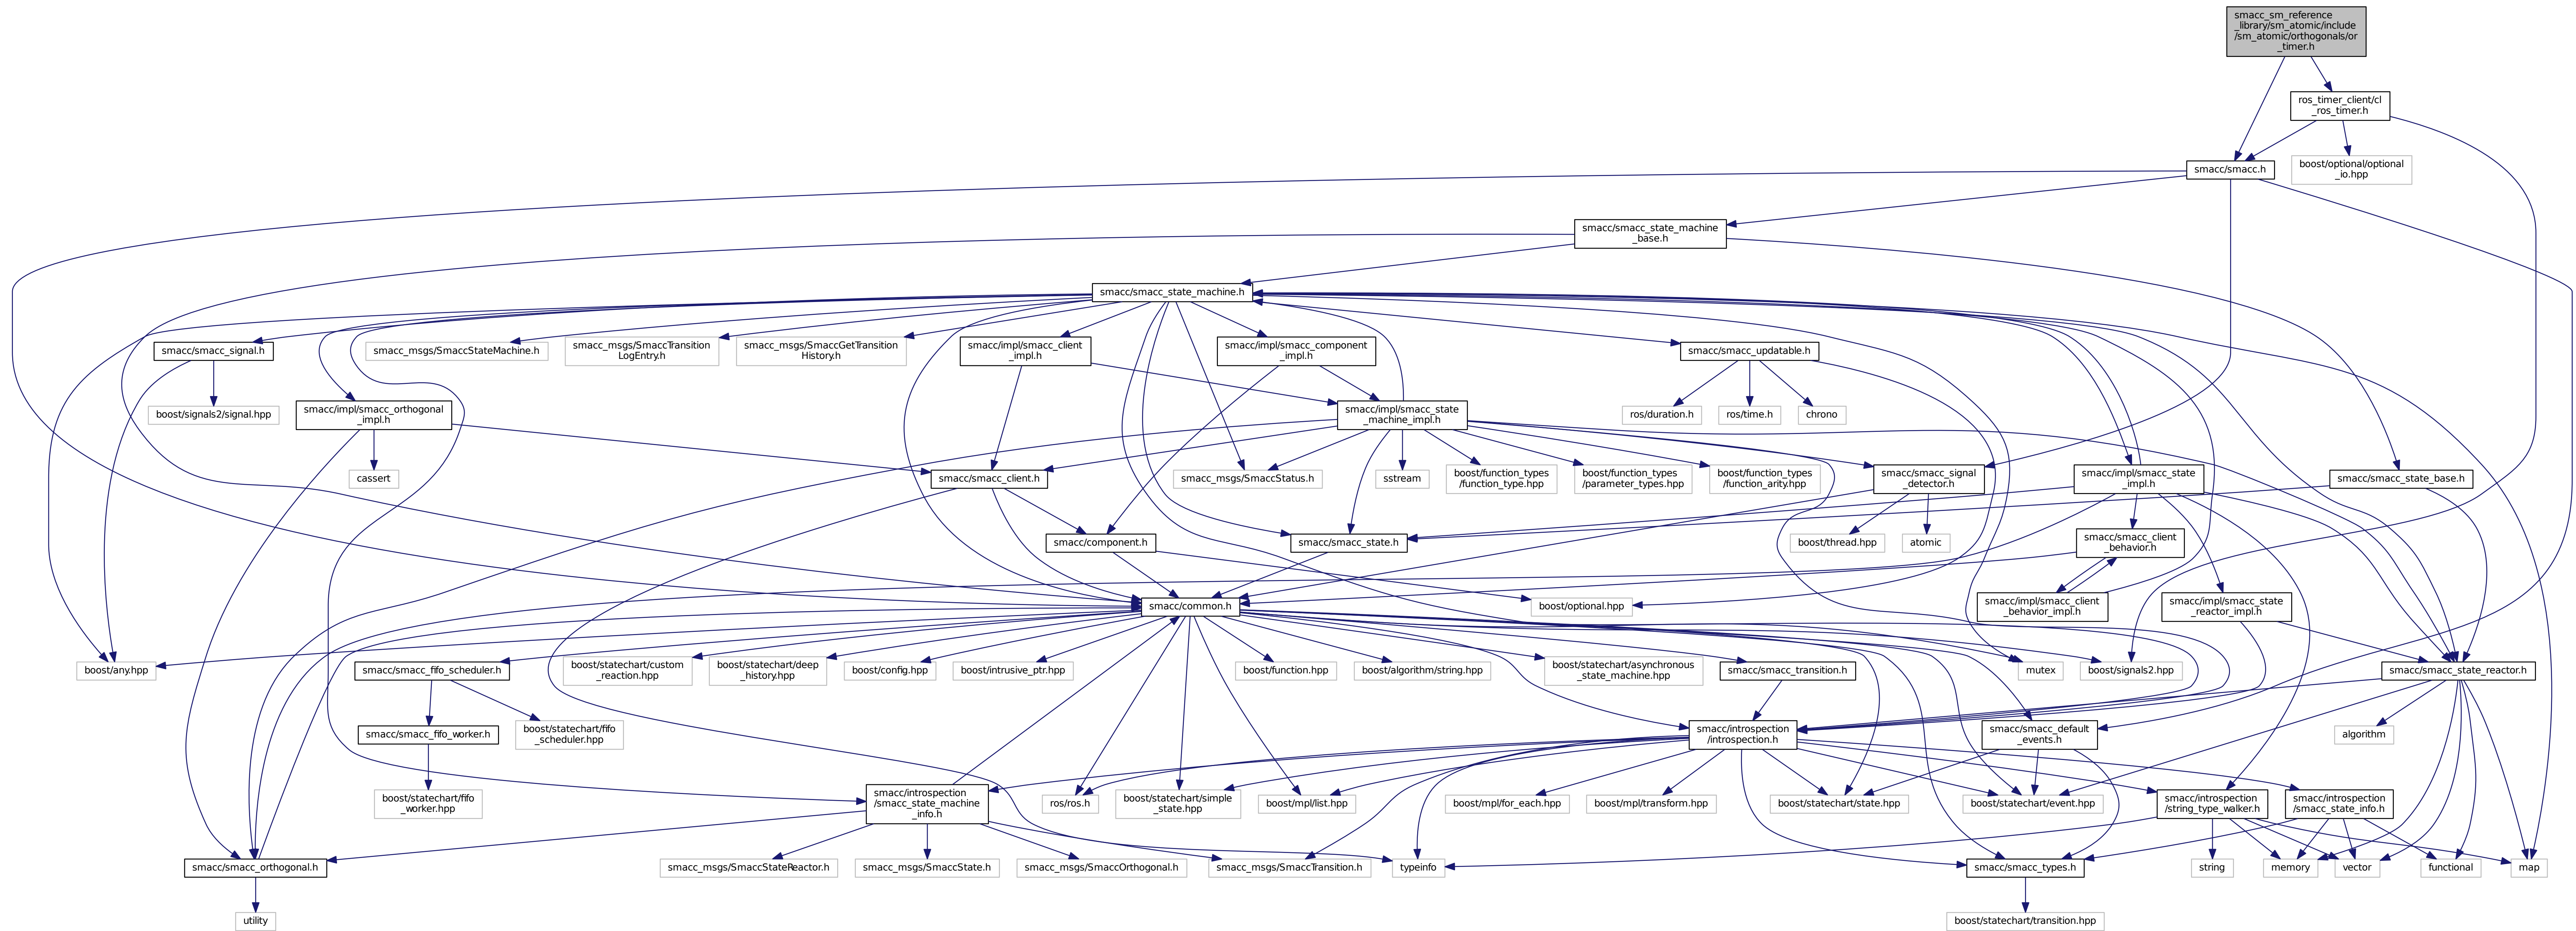 smacc_sm_reference
_library/sm_atomic/include
/sm_atomic/orthogonals/or
_timer.h
ros_timer_client/cl
_ros_timer.h
smacc/smacc.h
boost/optional/optional
_io.hpp
smacc/smacc_state_machine
_base.h
smacc/smacc_state_machine.h
smacc/smacc_signal.h
smacc_msgs/SmaccStateMachine.h
smacc_msgs/SmaccTransition
LogEntry.h
smacc_msgs/SmaccGetTransition
History.h
smacc/impl/smacc_client
_impl.h
smacc/impl/smacc_component
_impl.h
smacc/smacc_updatable.h
boost/signals2/signal.hpp
smacc/impl/smacc_orthogonal
_impl.h
smacc/impl/smacc_state
_machine_impl.h
ros/duration.h
ros/time.h
chrono
cassert
smacc/smacc_client.h
smacc_msgs/SmaccStatus.h
sstream
boost/function_types
/function_type.hpp
boost/function_types
/parameter_types.hpp
boost/function_types
/function_arity.hpp
smacc/smacc_signal
_detector.h
smacc/impl/smacc_state
_impl.h
smacc/smacc_state_base.h
smacc/component.h
smacc/smacc_state.h
boost/thread.hpp
atomic
smacc/smacc_client
_behavior.h
smacc/common.h
boost/optional.hpp
smacc/impl/smacc_client
_behavior_impl.h
smacc/impl/smacc_state
_reactor_impl.h
boost/any.hpp
smacc/smacc_fifo_scheduler.h
boost/statechart/custom
_reaction.hpp
boost/statechart/deep
_history.hpp
boost/config.hpp
boost/intrusive_ptr.hpp
boost/function.hpp
boost/algorithm/string.hpp
boost/statechart/asynchronous
_state_machine.hpp
smacc/smacc_transition.h
mutex
boost/signals2.hpp
smacc/smacc_state_reactor.h
smacc/smacc_fifo_worker.h
boost/statechart/fifo
_scheduler.hpp
smacc/introspection
/introspection.h
smacc/smacc_default
_events.h
algorithm
boost/statechart/fifo
_worker.hpp
smacc/introspection
/smacc_state_machine
_info.h
ros/ros.h
boost/statechart/simple
_state.hpp
boost/mpl/list.hpp
boost/mpl/for_each.hpp
boost/mpl/transform.hpp
boost/statechart/state.hpp
boost/statechart/event.hpp
smacc/introspection
/string_type_walker.h
smacc/introspection
/smacc_state_info.h
smacc/smacc_orthogonal.h
smacc_msgs/SmaccStateReactor.h
smacc_msgs/SmaccState.h
smacc_msgs/SmaccOrthogonal.h
smacc_msgs/SmaccTransition.h
typeinfo
smacc/smacc_types.h
string
memory
vector
functional
map
utility
boost/statechart/transition.hpp